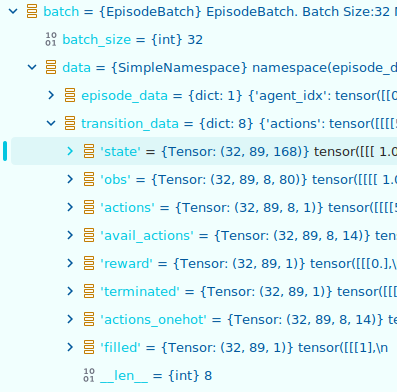 batch = {EpisodeBatch} EpisodeBatch. Batch Size:32 M
10 01 batch_size = {int} 32
data = {SimpleNamespace} namespace(episode_d
episode_data = {dict: 1} {'agent_idx': tensor([[0
transition_data = {dict: 8} {'actions': tensor([[[[5
'state' = {Tensor: (32, 89, 168)} tensor([[[ 1.0
'obs' = {Tensor: (32, 89, 8, 80)} tensor([[[[ 1.0
'actions' = {Tensor: (32, 89, 8, 1)} tensor([[[[5
'avail_actions' = {Tensor: (32, 89, 8, 14)} ten
'reward' = {Tensor: (32, 89, 1)} tensor([[[0.],\
'terminated' = {Tensor: (32, 89, 1)} tensor([[[
'actions_onehot' = {Tensor: (32, 89, 8, 14)} t
'filled' = {Tensor: (32, 89, 1)} tensor([[[1],\n
10 01 __len__ = {int} 8